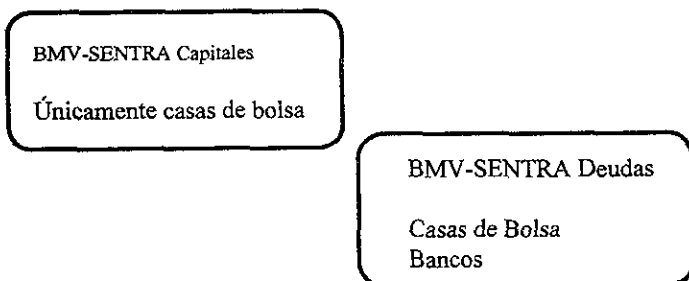 BMV-SENTRA Capitales
Únicamente casas de bolsa
BMV-SENTRA Deudas
Casas de Bolsa
Bancos